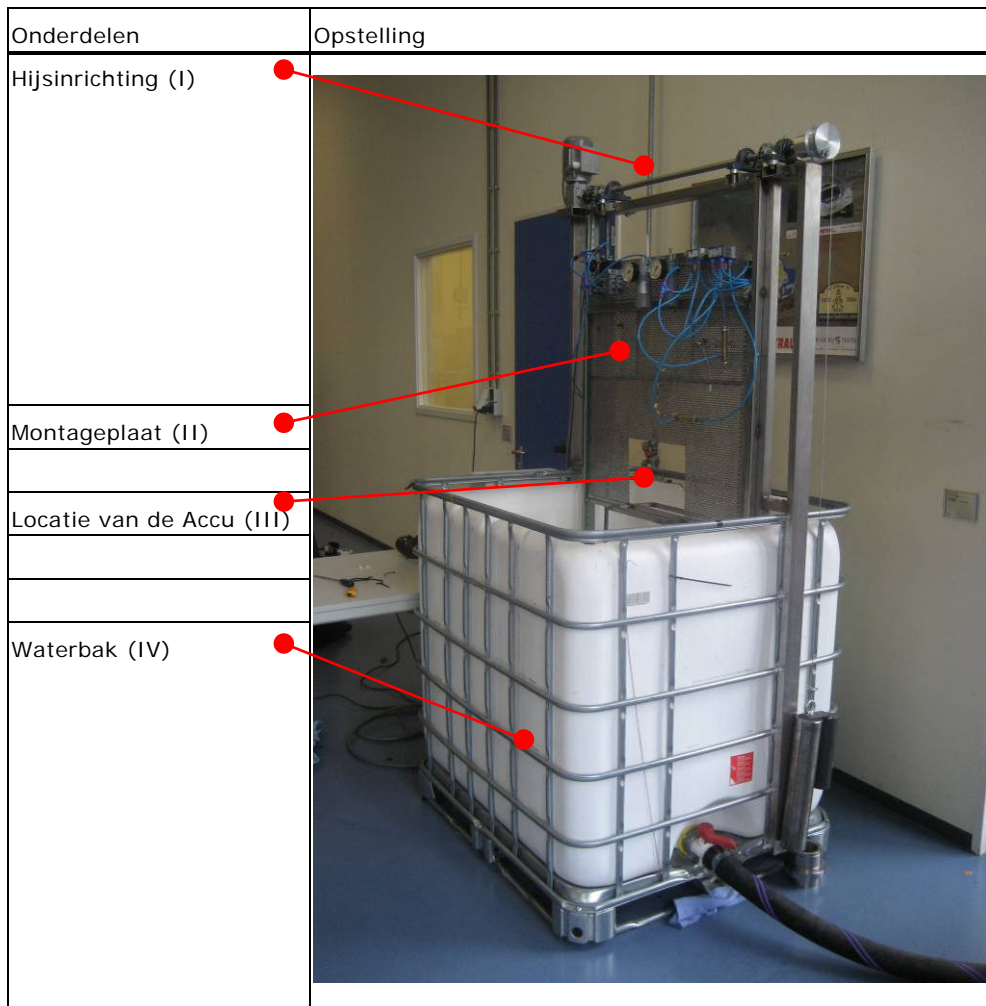 Onderdelen
Opstelling
Hijsinrichting (I)
Montageplaat (II)
Locatie van de Accu (III)
Waterbak (IV)